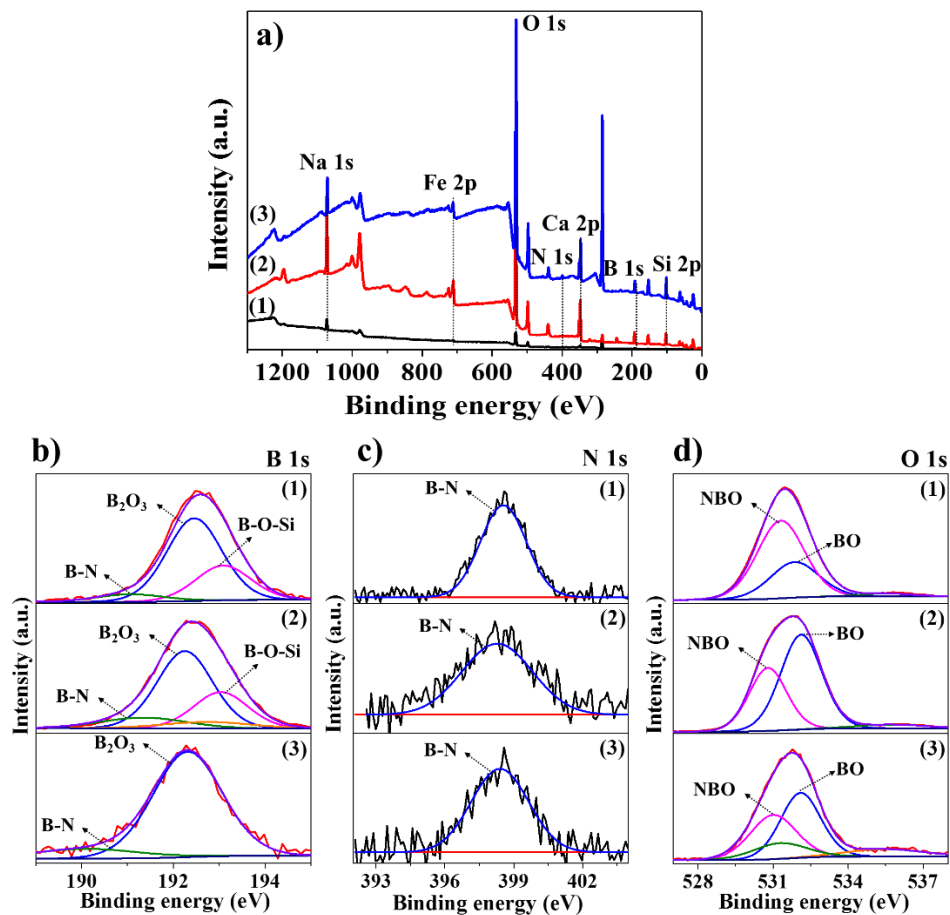 a)
O 1s
Na 1s
Fe 2p
(3)
Ca 2p
N 1s
B 1s
Si 2p
(2)
(1)
Intensity (a.u.)
1200 1000 800 600 400 200 0
Binding energy (eV)
b)
B 1s
(1)
B₂O₃
B-O-Si
B-N
(2)
B₂O₃
B-O-Si
B-N
(3)
B₂O₃
B-N
Intensity (a.u.)
190 192 194
Binding energy (eV)
c)
N 1s
(1)
B-N
(2)
B-N
(3)
B-N
Intensity (a.u.)
393 396 399 402
Binding energy (eV)
d)
O 1s
(1)
NBO
BO
(2)
NBO
BO
(3)
NBO
BO
Intensity (a.u.)
528 531 534 537
Binding energy (eV)